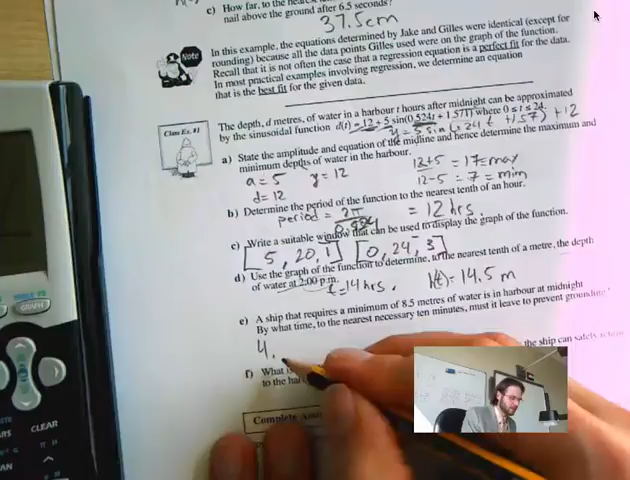 c) How far, to the nearest
nail above the ground after 6.5 seconds?
37.5cm
Note
In this example, the equations determined by Jake and Gilles were identical (except for
rounding) because all the data points Gilles used were on the graph of the function.
Recall that it is not often the case that a regression equation is a perfect fit for the data.
In most practical examples involving regression, we determine an equation
that is the best fit for the given data.
Class Ex. #1
The depth, d metres, of water in a harbour t hours after midnight can be approximated
by the sinusoidal function d(t) = 12 + 5 sin(0.524t + 1.571) where 0 ≤ t ≤ 24.
y = 5 sin (.524 t + 1.57) + 12
a) State the amplitude and equation of the midline and hence determine the maximum and
minimum depths of water in the harbour.
a = 5 y = 12 12+5 = 17 = max
d = 12 12-5 = 7 = min
b) Determine the period of the function to the nearest tenth of an hour.
period = 2π/0.524 = 12 hrs.
c) Write a suitable window that can be used to display the graph of the function.
[5, 20, 1] [0, 24, 3]
d) Use the graph of the function to determine, to the nearest tenth of a metre, the depth
of water at 2:00 p.m. t=14hrs. h(t)=14.5 m
e) A ship that requires a minimum of 8.5 metres of water is in harbour at midnight
By what time, to the nearest necessary ten minutes, must it leave to prevent grounding
4.
f) What is the ship can safely
to the
Complete
CLEAR